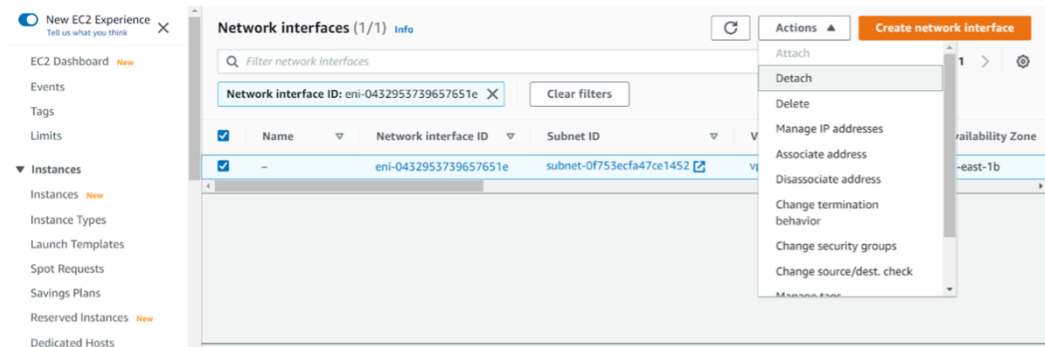 New EC2 Experience
Tell us what you think
EC2 Dashboard New
Events
Tags
Limits
Instances
Instances New
Instance Types
Launch Templates
Spot Requests
Savings Plans
Reserved Instances New
Dedicated Hosts
Network interfaces (1/1) Info
Actions
Create network interface
Filter network interfaces
1
Network interface ID: eni-0432953739657651e
Clear filters
Name
Network interface ID
Subnet ID
V
vailability Zone
–
eni-0432953739657651e
subnet-0f753ecfa47ce1452
vp
-east-1b
Attach
Detach
Delete
Manage IP addresses
Associate address
Disassociate address
Change termination
behavior
Change security groups
Change source/dest. check
Manage tags